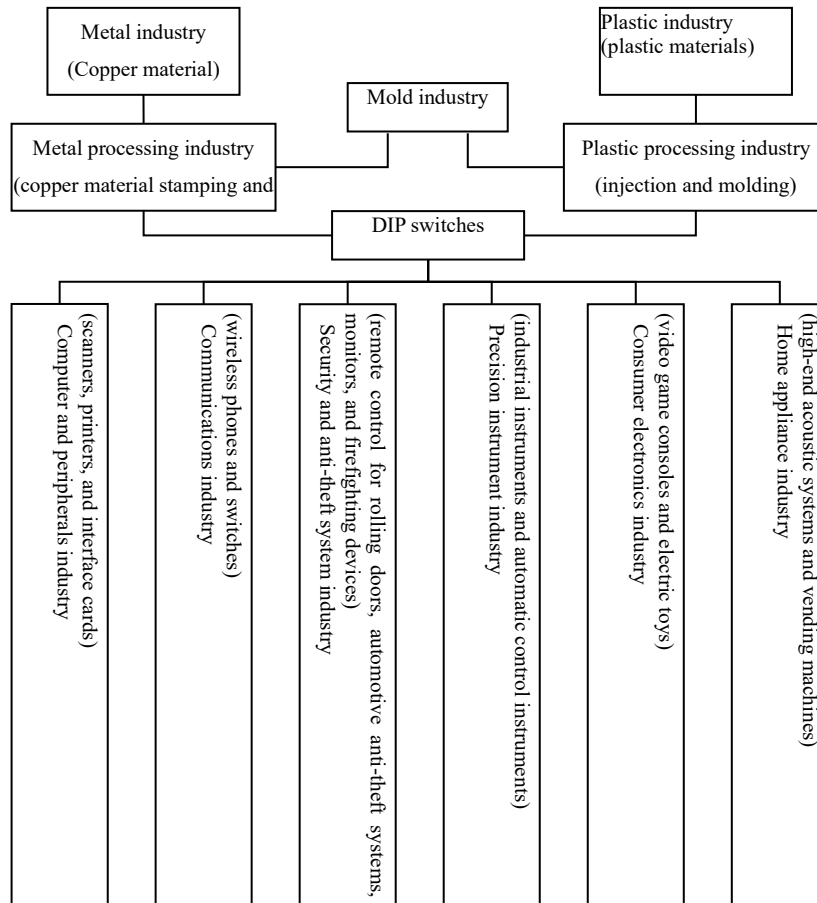 Metal industry
(Copper material)
Plastic industry
(plastic materials)
Mold industry
Metal processing industry
(copper material stamping and
Plastic processing industry
(injection and molding)
DIP switches
Computer and peripherals industry
(scanners, printers, and interface cards)
Communications industry
(wireless phones and switches)
Security and anti-theft system industry
(remote control for rolling doors, automotive anti-theft systems,
monitors, and firefighting devices)
Precision instrument industry
(industrial instruments and automatic control instruments)
Consumer electronics industry
(video game consoles and electric toys)
Home appliance industry
(high-end acoustic systems and vending machines)